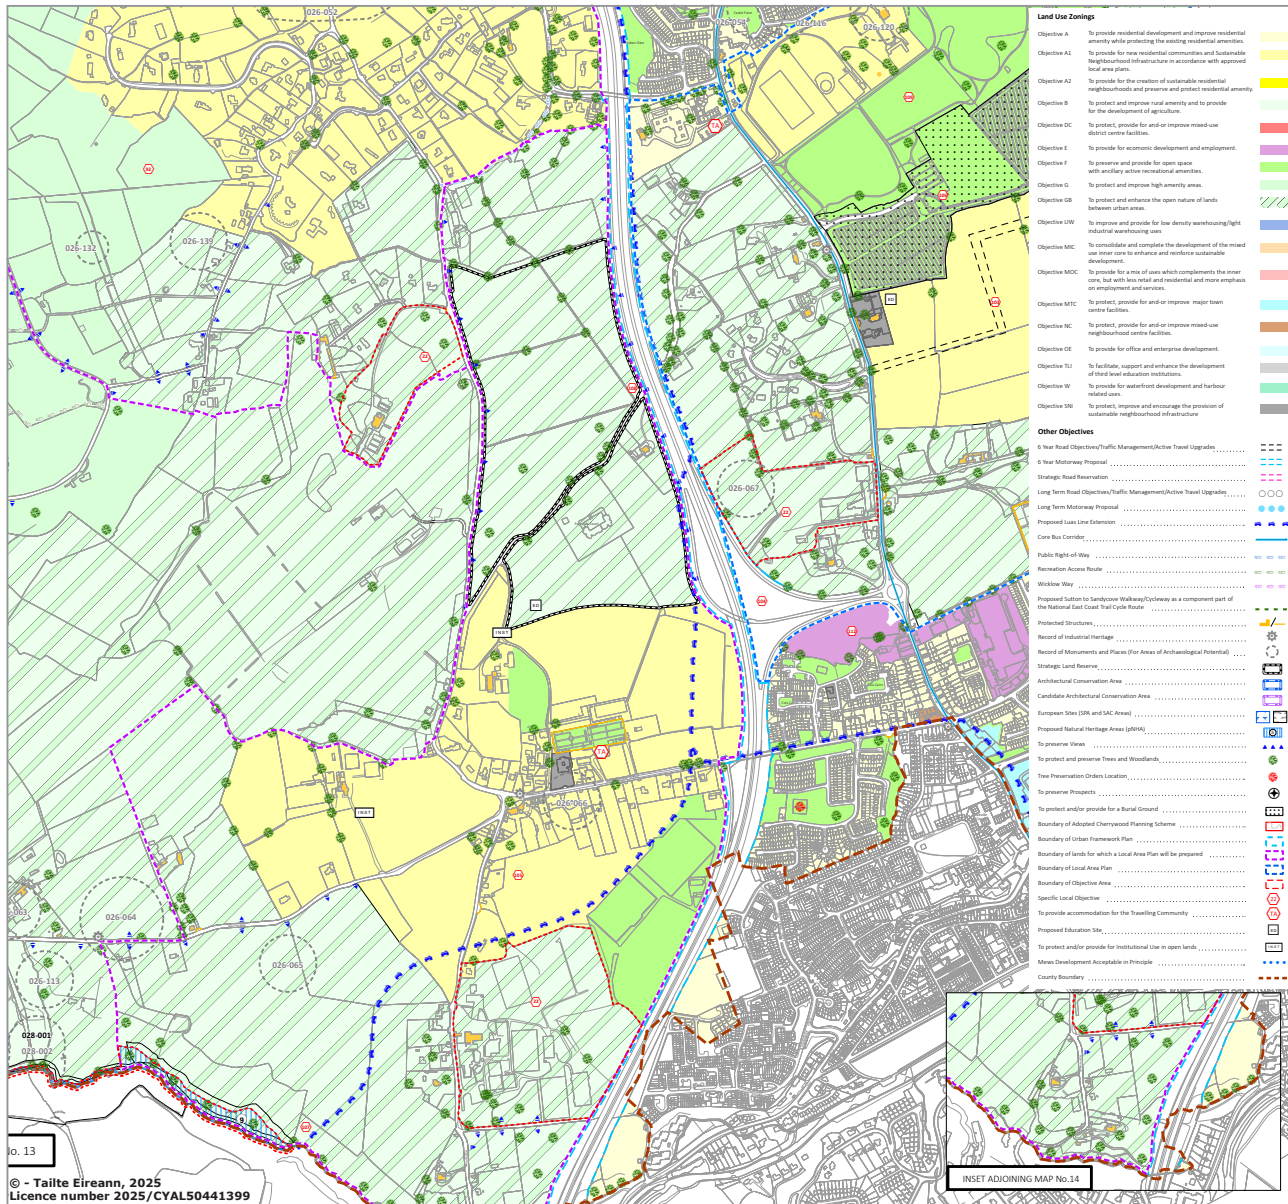 Land Use Zonings
Objective A To provide residential development and improve residential
amenity while protecting the existing residential amenities.
Objective A1 To provide for new residential communities and Sustainable
Neighbourhood Infrastructure in accordance with approved
local area plans.
Objective A2 To provide for the creation of sustainable residential
neighbourhoods and preserve and protect residential amenity.
Objective B To protect and improve rural amenity and to provide
for the development of agriculture.
Objective DC To protect, provide for and-or improve mixed-use
district centre facilities.
Objective E To provide for economic development and employment.
Objective F To preserve and provide for open space
with ancillary active recreational amenities.
Objective G To protect and improve high amenity areas.
Objective GB To protect and enhance the open nature of lands
between urban areas.
Objective LIW To improve and provide for low density warehousing/light
industrial warehousing uses
Objective MIC To consolidate and complete the development of the mixed
use inner core to enhance and reinforce sustainable
development.
Objective MOC To provide for a mix of uses which complements the inner
core, but with less retail and residential and more emphasis
on employment and services.
Objective MTC To protect, provide for and-or improve major town
centre facilities.
Objective NC To protect, provide for and-or improve mixed-use
neighbourhood centre facilities.
Objective OE To provide for office and enterprise development.
Objective TLI To facilitate, support and enhance the development
of third level education institutions.
Objective W To provide for waterfront development and harbour
related uses.
Objective SNI To protect, improve and encourage the provision of
sustainable neighbourhood infrastructure
Other Objectives
6 Year Road Objectives/Traffic Management/Active Travel Upgrades
6 Year Motorway Proposal
Strategic Road Reservation
Long Term Road Objectives/Traffic Management/Active Travel Upgrades
Long Term Motorway Proposal
Proposed Luas Line Extension
Core Bus Corridor
Public Right-of-Way
Recreation Access Route
Wicklow Way
Proposed Sutton to Sandycove Walkway/Cycleway as a component part of
the National East Coast Trail Cycle Route
Protected Structures
Record of Industrial Heritage
Record of Monuments and Places (For Areas of Archaeological Potential)
Strategic Land Reserve
Architectural Conservation Area
Candidate Architectural Conservation Area
European Sites (SPA and SAC Areas)
Proposed Natural Heritage Areas (pNHA)
To preserve Views
To protect and preserve Trees and Woodlands
Tree Preservation Orders Location
To preserve Prospects
To protect and/or provide for a Burial Ground
Boundary of Adopted Cherrywood Planning Scheme
Boundary of Urban Framework Plan
Boundary of lands for which a Local Area Plan will be prepared
Boundary of Local Area Plan
Boundary of Objective Area
Specific Local Objective 22
To provide accommodation for the Travelling Community TA
Proposed Education Site ED
To protect and/or provide for Institutional Use in open lands INST
Mews Development Acceptable in Principle
County Boundary
026-052
026-116
026-120
TA
92
026-132
026-139
ED
22
026-067
22
ED
INST
TA
026-066
INST
026-064
026-065
026-113
22
028-001
028-002
9
No. 13
© - Tailte Éireann, 2025
Licence number 2025/CYAL50441399
INSET ADJOINING MAP No.14